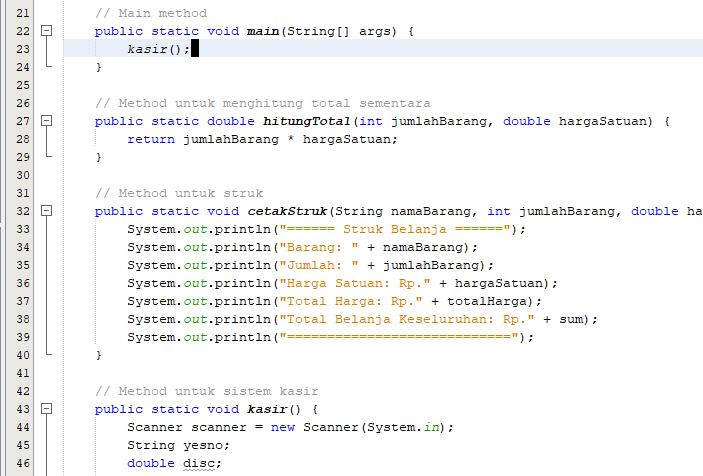 21 // Main method
22 public static void main(String[] args) {
23 kasir();
24 }
25
26 // Method untuk menghitung total sementara
27 public static double hitungTotal(int jumlahBarang, double hargaSatuan) {
28 return jumlahBarang * hargaSatuan;
29 }
30
31 // Method untuk struk
32 public static void cetakStruk(String namaBarang, int jumlahBarang, double ha
33 System.out.println("====== Struk Belanja ======");
34 System.out.println("Barang: " + namaBarang);
35 System.out.println("Jumlah: " + jumlahBarang);
36 System.out.println("Harga Satuan: Rp." + hargaSatuan);
37 System.out.println("Total Harga: Rp." + totalHarga);
38 System.out.println("Total Belanja Keseluruhan: Rp." + sum);
39 System.out.println("============================");
40 }
41
42 // Method untuk sistem kasir
43 public static void kasir() {
44 Scanner scanner = new Scanner(System.in);
45 String yesno;
46 double disc;